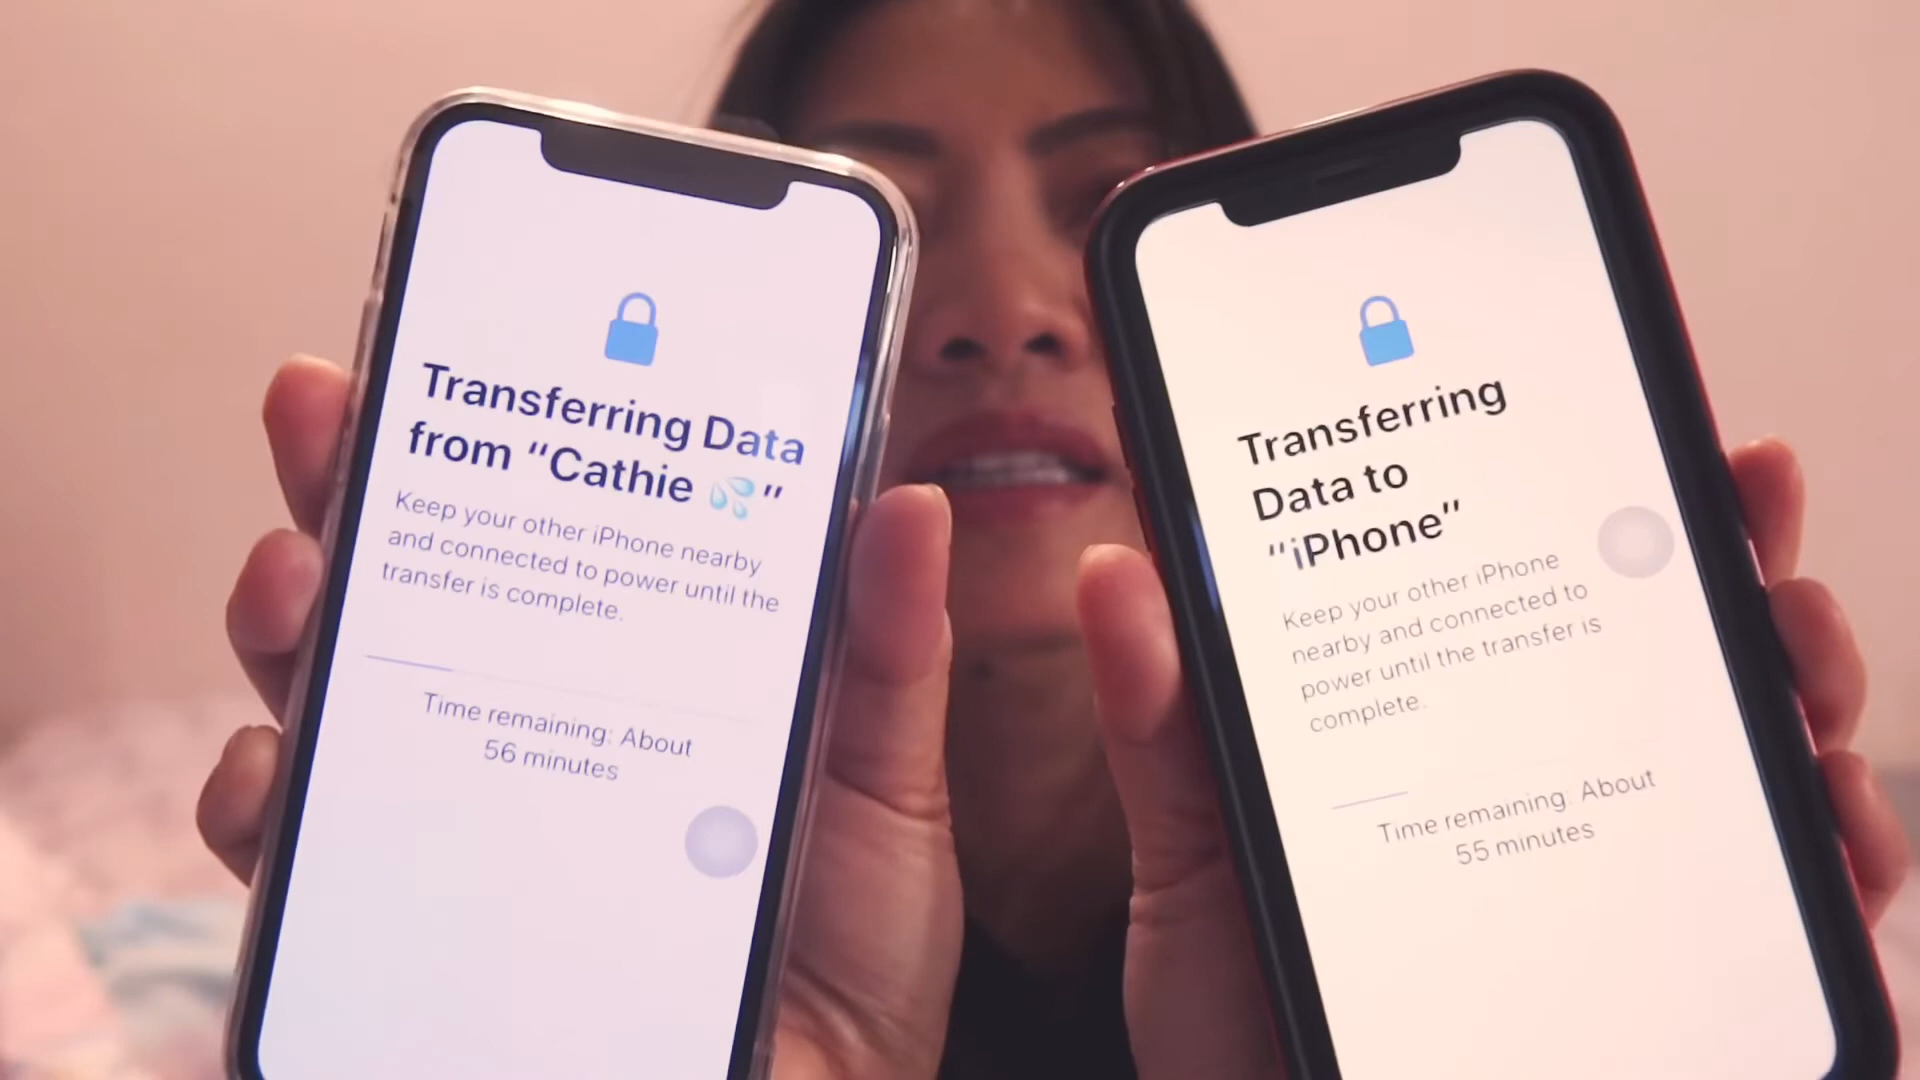 Transferring Data
from “Cathie 💦”
Keep your other iPhone nearby
and connected to power until the
transfer is complete.
Time remaining: About
56 minutes
Transferring
Data to
“iPhone”
Keep your other iPhone
nearby and connected to
power until the transfer is
complete.
Time remaining: About
55 minutes